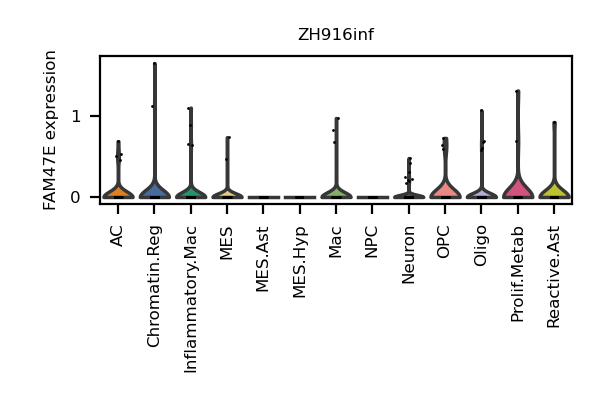 ZH916inf
FAM47E expression
1
0
AC
Chromatin.Reg
Inflammatory.Mac
MES
MES.Ast
MES.Hyp
Mac
NPC
Neuron
OPC
Oligo
Prolif.Metab
Reactive.Ast